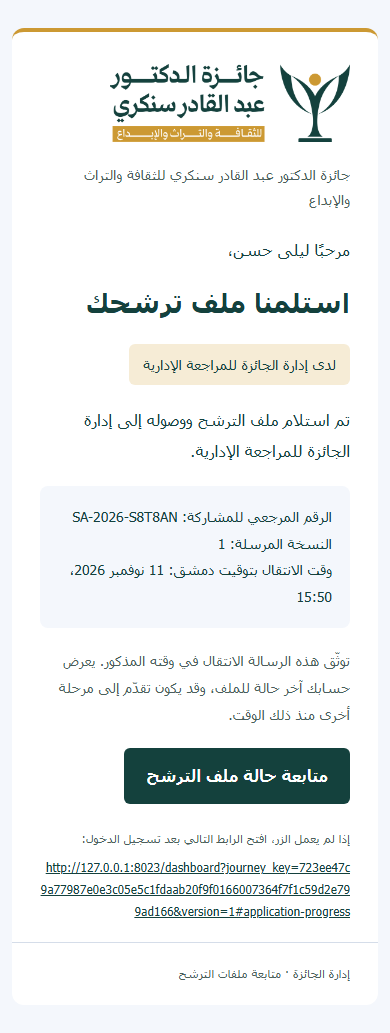 جائزة الدكتور
عبد القادر سنكري
للثقافة والتراث والإبداع
جائزة الدكتور عبد القادر سنكري للثقافة والتراث
والإبداع
مرحبًا ليلى حسن،
استلمنا ملف ترشحك
لدى إدارة الجائزة للمراجعة الإدارية
تم استلام ملف الترشح ووصوله إلى إدارة
الجائزة للمراجعة الإدارية.
الرقم المرجعي للمشاركة: SA-2026-S8T8AN
النسخة المرسلة: 1
وقت الانتقال بتوقيت دمشق: 11 نوفمبر 2026،
15:50
توثّق هذه الرسالة الانتقال في وقته المذكور. يعرض
حسابك آخر حالة للملف، وقد يكون تقدّم إلى مرحلة
أخرى منذ ذلك الوقت.
متابعة حالة ملف الترشح
إذا لم يعمل الزر، افتح الرابط التالي بعد تسجيل الدخول:
http://127.0.0.1:8023/dashboard?journey_key=723ee47c
9a77987e0e3c05e5c1fdaab20f9f0166007364f7f1c59d2e79
9ad166&version=1#application-progress
إدارة الجائزة · متابعة ملفات الترشح